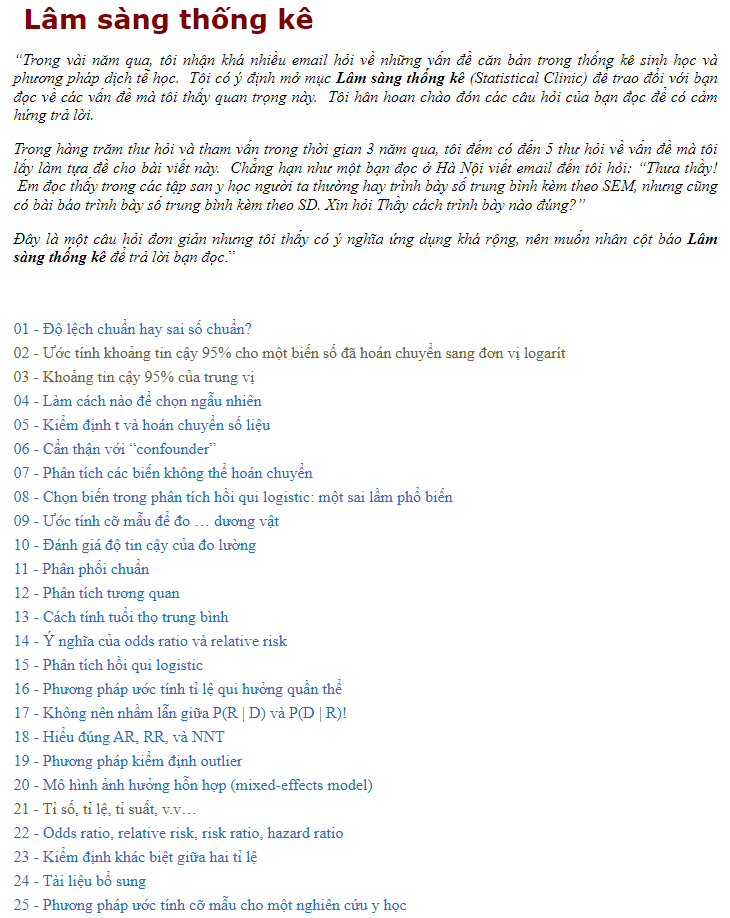 Lâm sàng thống kê
“Trong vài năm qua, tôi nhận khá nhiều email hỏi về những vấn đề căn bản trong thống kê sinh học và
phương pháp dịch tễ học. Tôi có ý định mở mục Lâm sàng thống kê (Statistical Clinic) để trao đổi với bạn
đọc về các vấn đề mà tôi thấy quan trọng này. Tôi hân hoan chào đón các câu hỏi của bạn đọc để có cảm
hứng trả lời.
Trong hàng trăm thư hỏi và tham vấn trong thời gian 3 năm qua, tôi đếm có đến 5 thư hỏi về vấn đề mà tôi
lấy làm tựa đề cho bài viết này. Chẳng hạn như một bạn đọc ở Hà Nội viết email đến tôi hỏi: “Thưa thầy!
Em đọc thấy trong các tập san y học người ta thường hay trình bày số trung bình kèm theo SEM, nhưng cũng
có bài báo trình bày số trung bình kèm theo SD. Xin hỏi Thầy cách trình bày nào đúng?”
Đây là một câu hỏi đơn giản nhưng tôi thấy có ý nghĩa ứng dụng khá rộng, nên muốn nhân cột báo Lâm
sàng thống kê để trả lời bạn đọc.”
01 - Độ lệch chuẩn hay sai số chuẩn?
02 - Ước tính khoảng tin cậy 95% cho một biến số đã hoán chuyển sang đơn vị logarít
03 - Khoảng tin cậy 95% của trung vị
04 - Làm cách nào để chọn ngẫu nhiên
05 - Kiểm định t và hoán chuyển số liệu
06 - Cẩn thận với “confounder”
07 - Phân tích các biến không thể hoán chuyển
08 - Chọn biến trong phân tích hồi qui logistic: một sai lầm phổ biến
09 - Ước tính cỡ mẫu để đo … dương vật
10 - Đánh giá độ tin cậy của đo lường
11 - Phân phối chuẩn
12 - Phân tích tương quan
13 - Cách tính tuổi thọ trung bình
14 - Ý nghĩa của odds ratio và relative risk
15 - Phân tích hồi qui logistic
16 - Phương pháp ước tính tỉ lệ qui hưởng quần thể
17 - Không nên nhầm lẫn giữa P(R | D) và P(D | R)!
18 - Hiểu đúng AR, RR, và NNT
19 - Phương pháp kiểm định outlier
20 - Mô hình ảnh hưởng hỗn hợp (mixed-effects model)
21 - Tỉ số, tỉ lệ, tỉ suất, v.v…
22 - Odds ratio, relative risk, risk ratio, hazard ratio
23 - Kiểm định khác biệt giữa hai tỉ lệ
24 - Tài liệu bổ sung
25 - Phương pháp ước tính cỡ mẫu cho một nghiên cứu y học